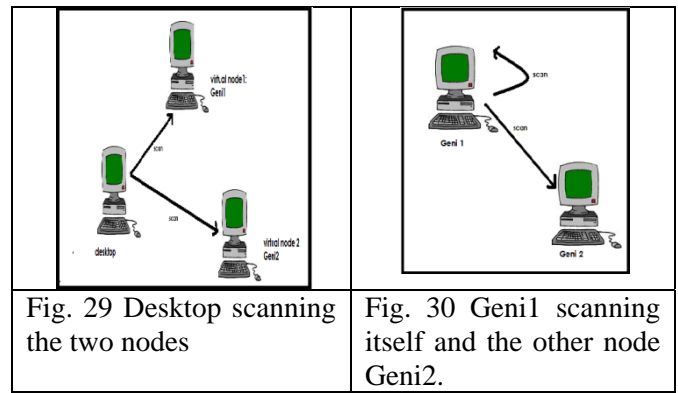 virtual node1:
Geni1
scan
scan
desktop
virtual node 2
Geni2
scan
scan
Geni 1
Geni 2
Fig. 29 Desktop scanning
the two nodes
Fig. 30 Geni1 scanning
itself and the other node
Geni2.